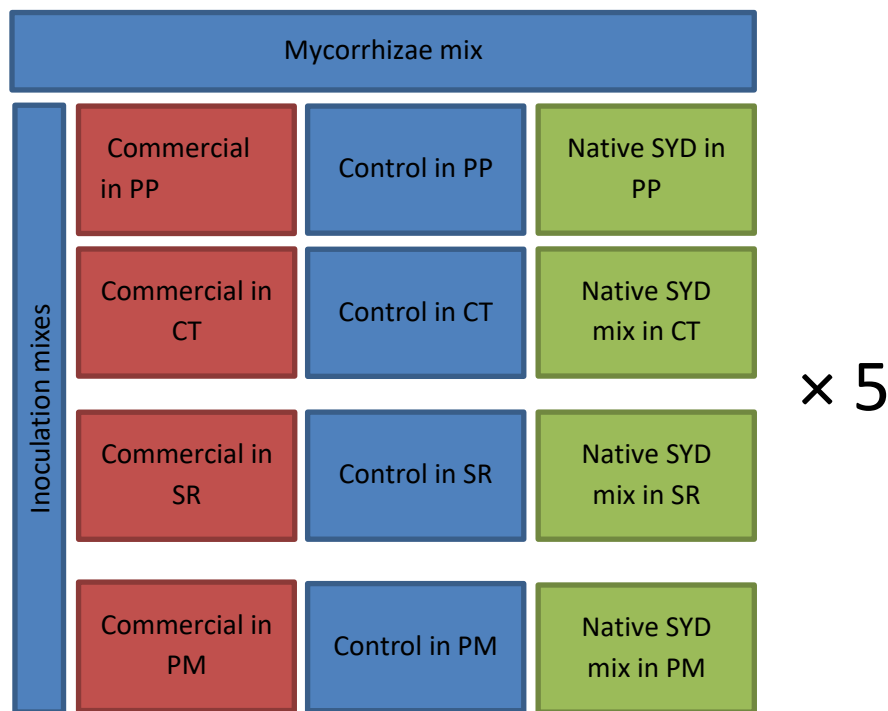 Mycorrhizae mix
Inoculation mixes
Commercial
in PP
Control in PP
Native SYD in
PP
Commercial in
CT
Control in CT
Native SYD
mix in CT
× 5
Commercial in
SR
Control in SR
Native SYD
mix in SR
Commercial in
PM
Control in PM
Native SYD
mix in PM